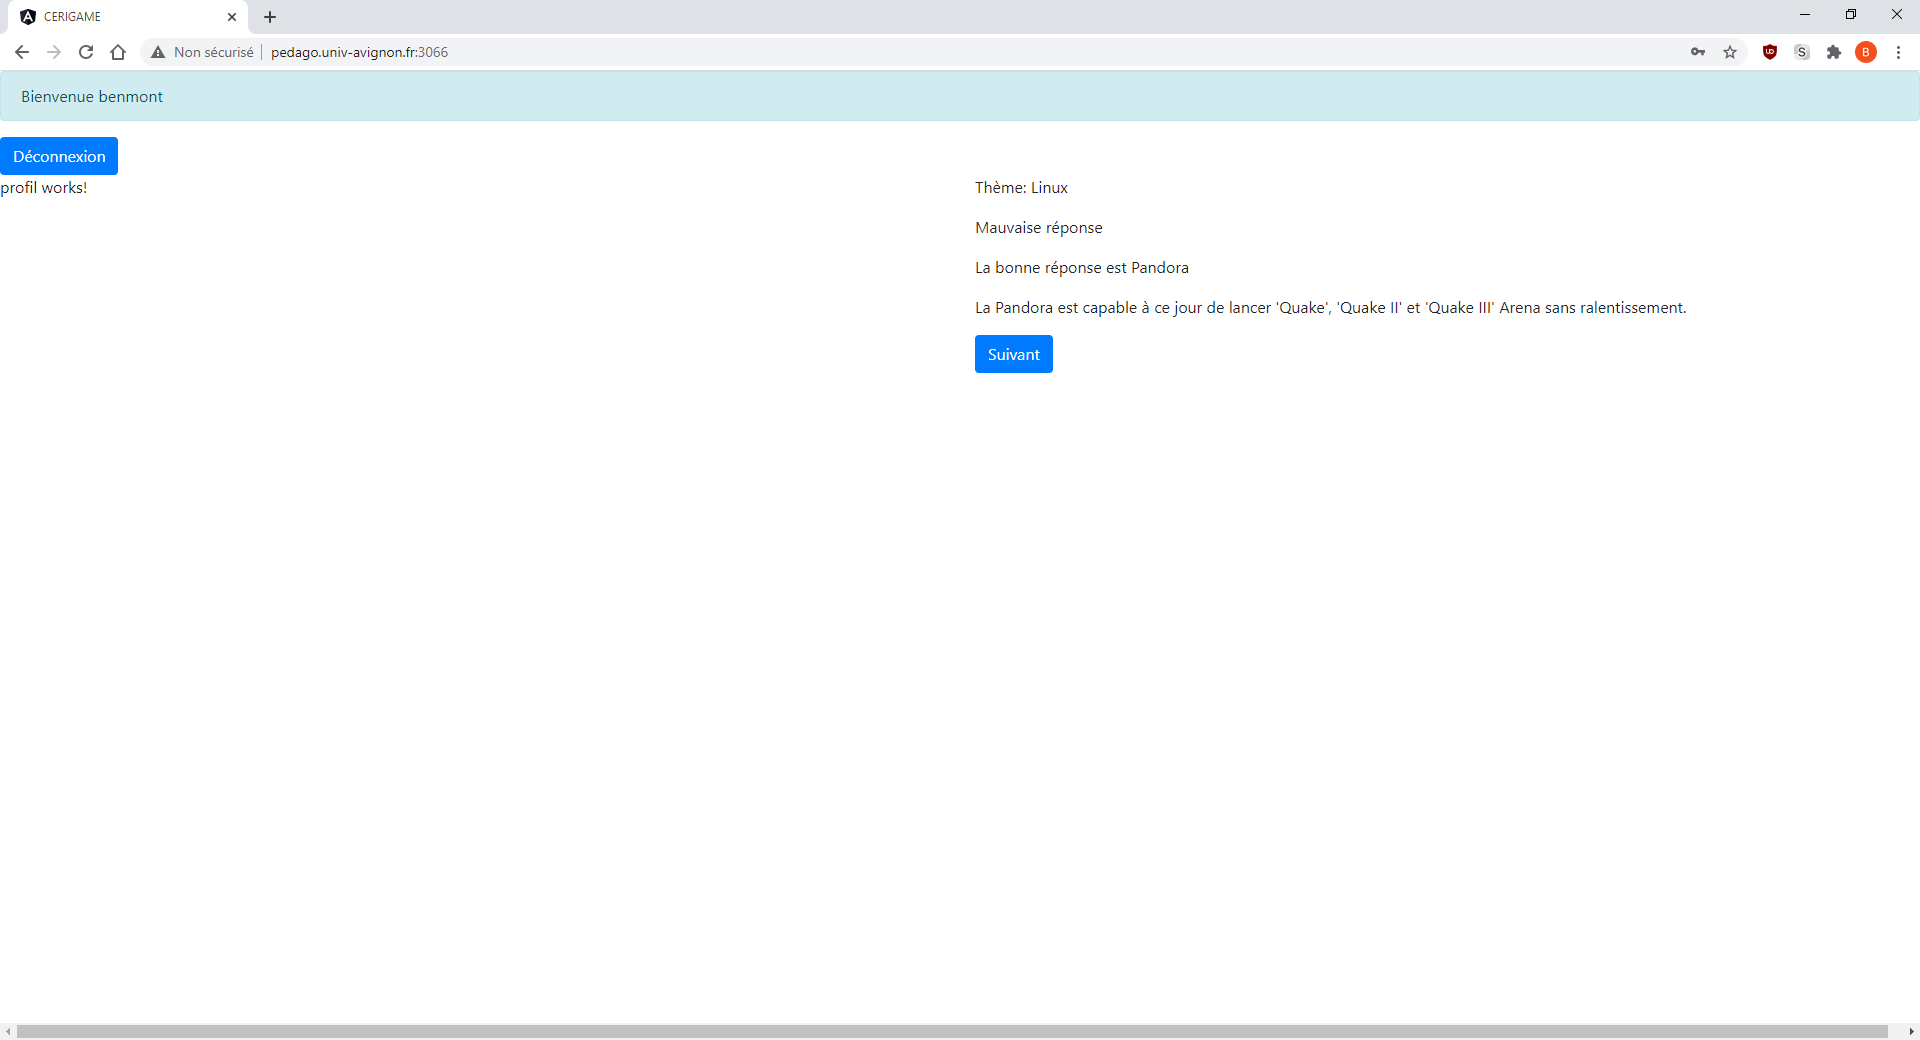 CERIGAME
Non sécurisé
pedago.univ-avignon.fr:3066
S
B
Bienvenue benmont
Déconnexion
profil works!
Thème: Linux
Mauvaise réponse
La bonne réponse est Pandora
La Pandora est capable à ce jour de lancer 'Quake', 'Quake II' et 'Quake III' Arena sans ralentissement.
Suivant